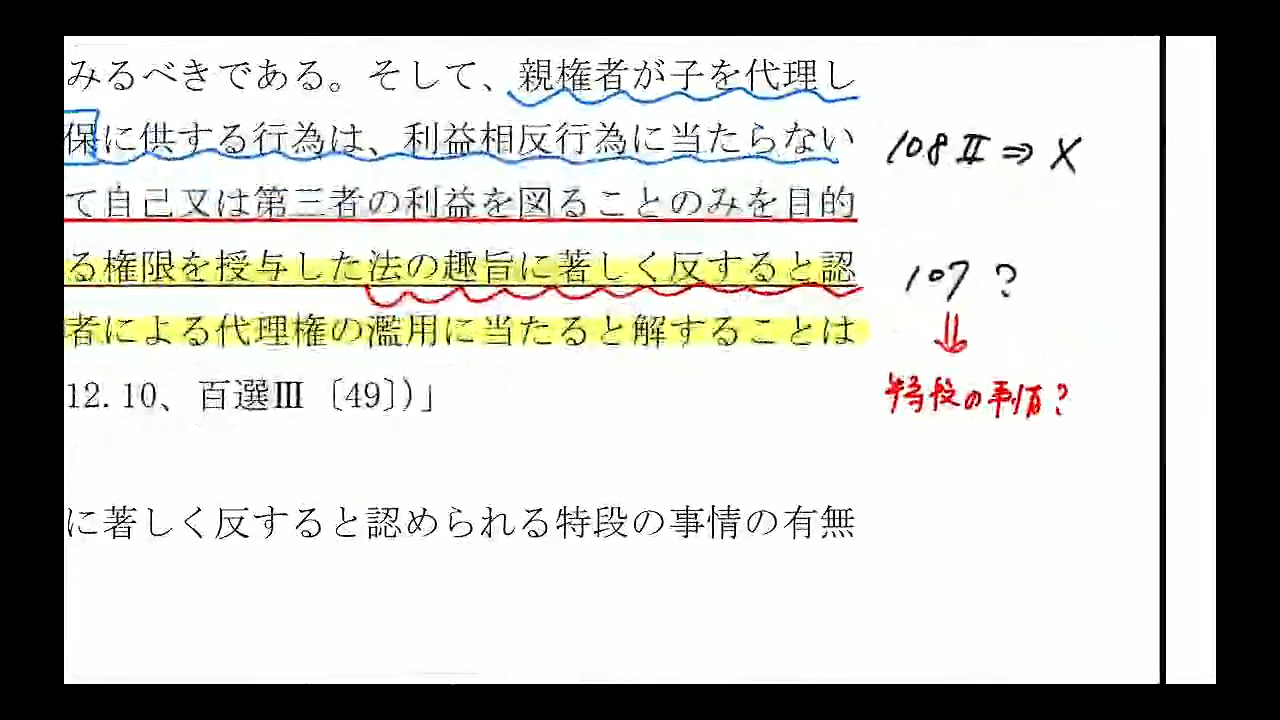 みるべきである。そして、親権者が子を代理し
保に供する行為は、利益相反行為に当たらない
108Ⅱ⇒X
て自己又は第三者の利益を図ることのみを目的
る権限を授与した法の趣旨に著しく反すると認
107?
者による代理権の濫用に当たると解することは
⇓
特段の事情?
12.10、百選Ⅲ〔49〕)」
に著しく反すると認められる特段の事情の有無